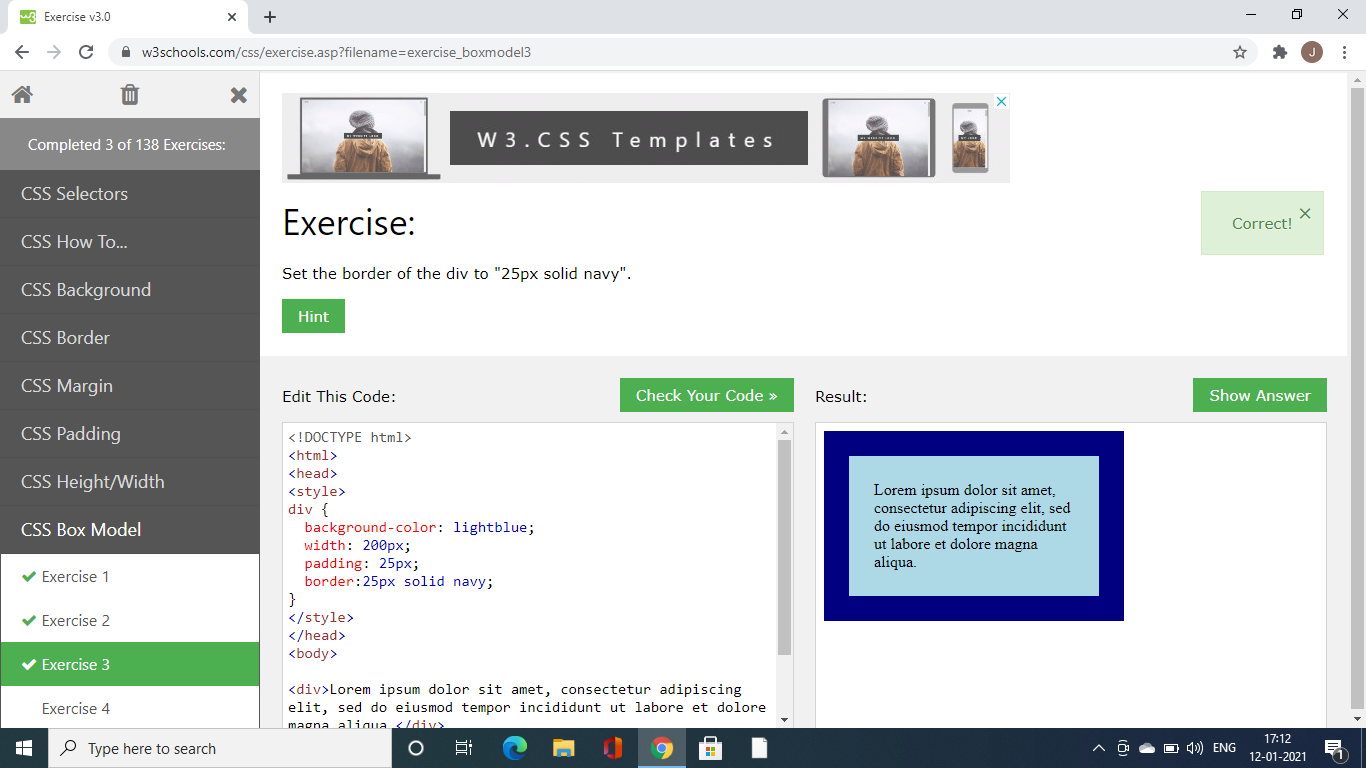 Exercise v3.0
w3schools.com/css/exercise.asp?filename=exercise_boxmodel3
J
Completed 3 of 138 Exercises:
CSS Selectors
CSS How To...
CSS Background
CSS Border
CSS Margin
CSS Padding
CSS Height/Width
CSS Box Model
Exercise 1
Exercise 2
Exercise 3
Exercise 4
W3.CSS Templates
Exercise:
Correct!
Set the border of the div to "25px solid navy".
Hint
Edit This Code:
Check Your Code »
<!DOCTYPE html>
<html>
<head>
<style>
div {
  background-color: lightblue;
  width: 200px;
  padding: 25px;
  border:25px solid navy;
}
</style>
</head>
<body>
<div>Lorem ipsum dolor sit amet, consectetur adipiscing
elit, sed do eiusmod tempor incididunt ut labore et dolore
magna aliqua.</div>
Result:
Show Answer
Lorem ipsum dolor sit amet,
consectetur adipiscing elit, sed
do eiusmod tempor incididunt
ut labore et dolore magna
aliqua.
Type here to search
ENG
17:12
12-01-2021
1